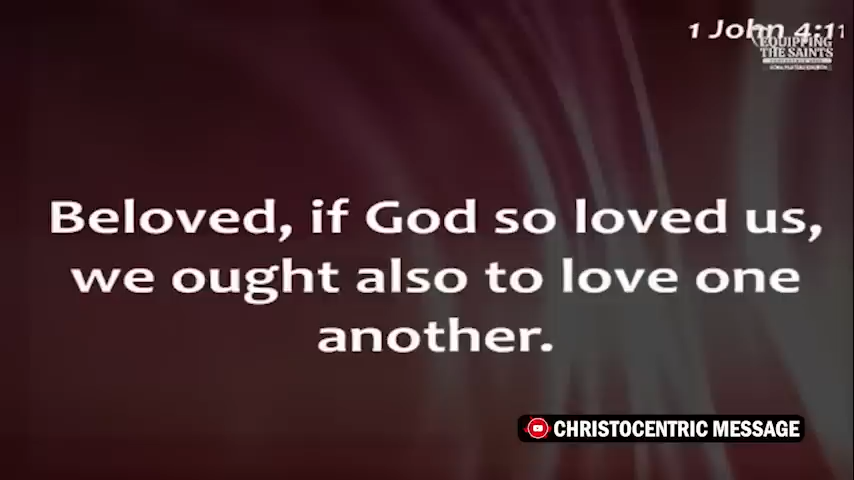 1 John 4:11
EQUIPPING
THE SAINTS
Beloved, if God so loved us,
we ought also to love one
another.
CHRISTOCENTRIC MESSAGE